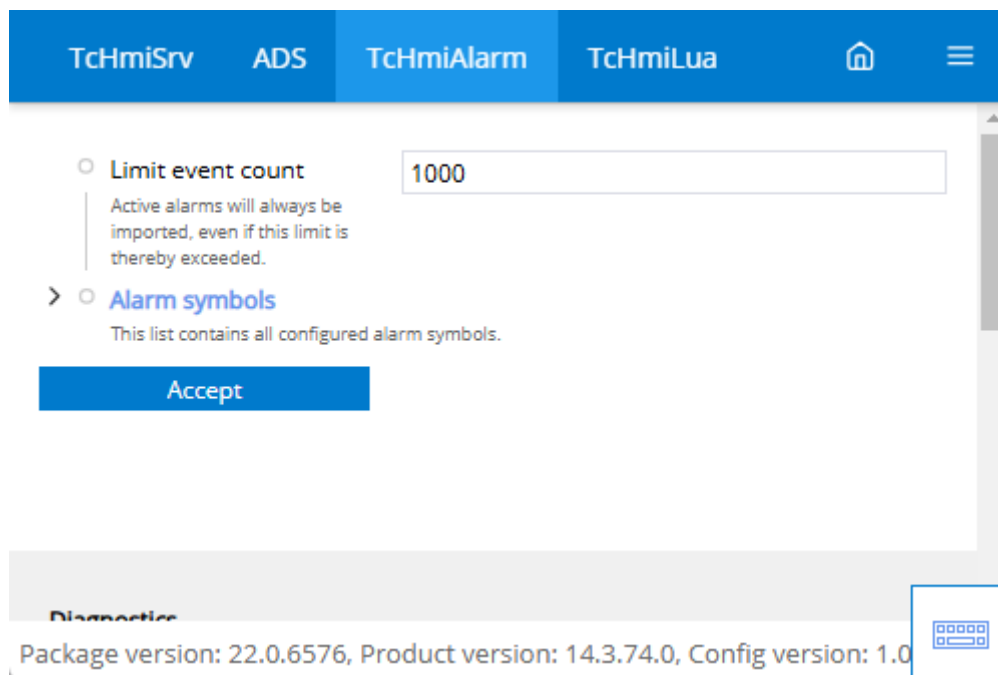 TcHmiSrv ADS TcHmiAlarm TcHmiLua
Limit event count 1000
Active alarms will always be
imported, even if this limit is
thereby exceeded.
Alarm symbols
This list contains all configured alarm symbols.
Accept
Diagnostics
Package version: 22.0.6576, Product version: 14.3.74.0, Config version: 1.0